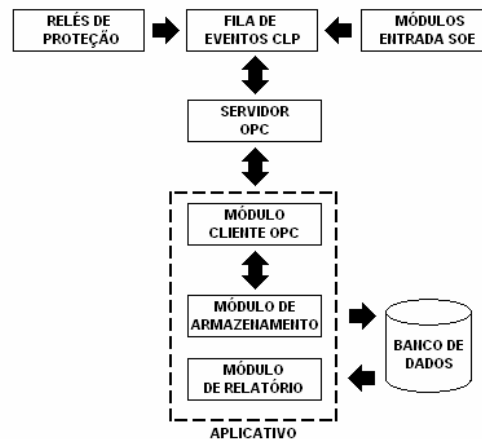 RELÉS DE
PROTEÇÃO
FILA DE
EVENTOS CLP
MÓDULOS
ENTRADA SOE
SERVIDOR
OPC
MÓDULO
CLIENTE OPC
MÓDULO DE
ARMAZENAMENTO
BANCO DE
DADOS
MÓDULO
DE RELATÓRIO
APLICATIVO